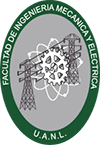 FACULTAD DE INGENIERIA MECANICA Y ELECTRICA
U.A.N.L.